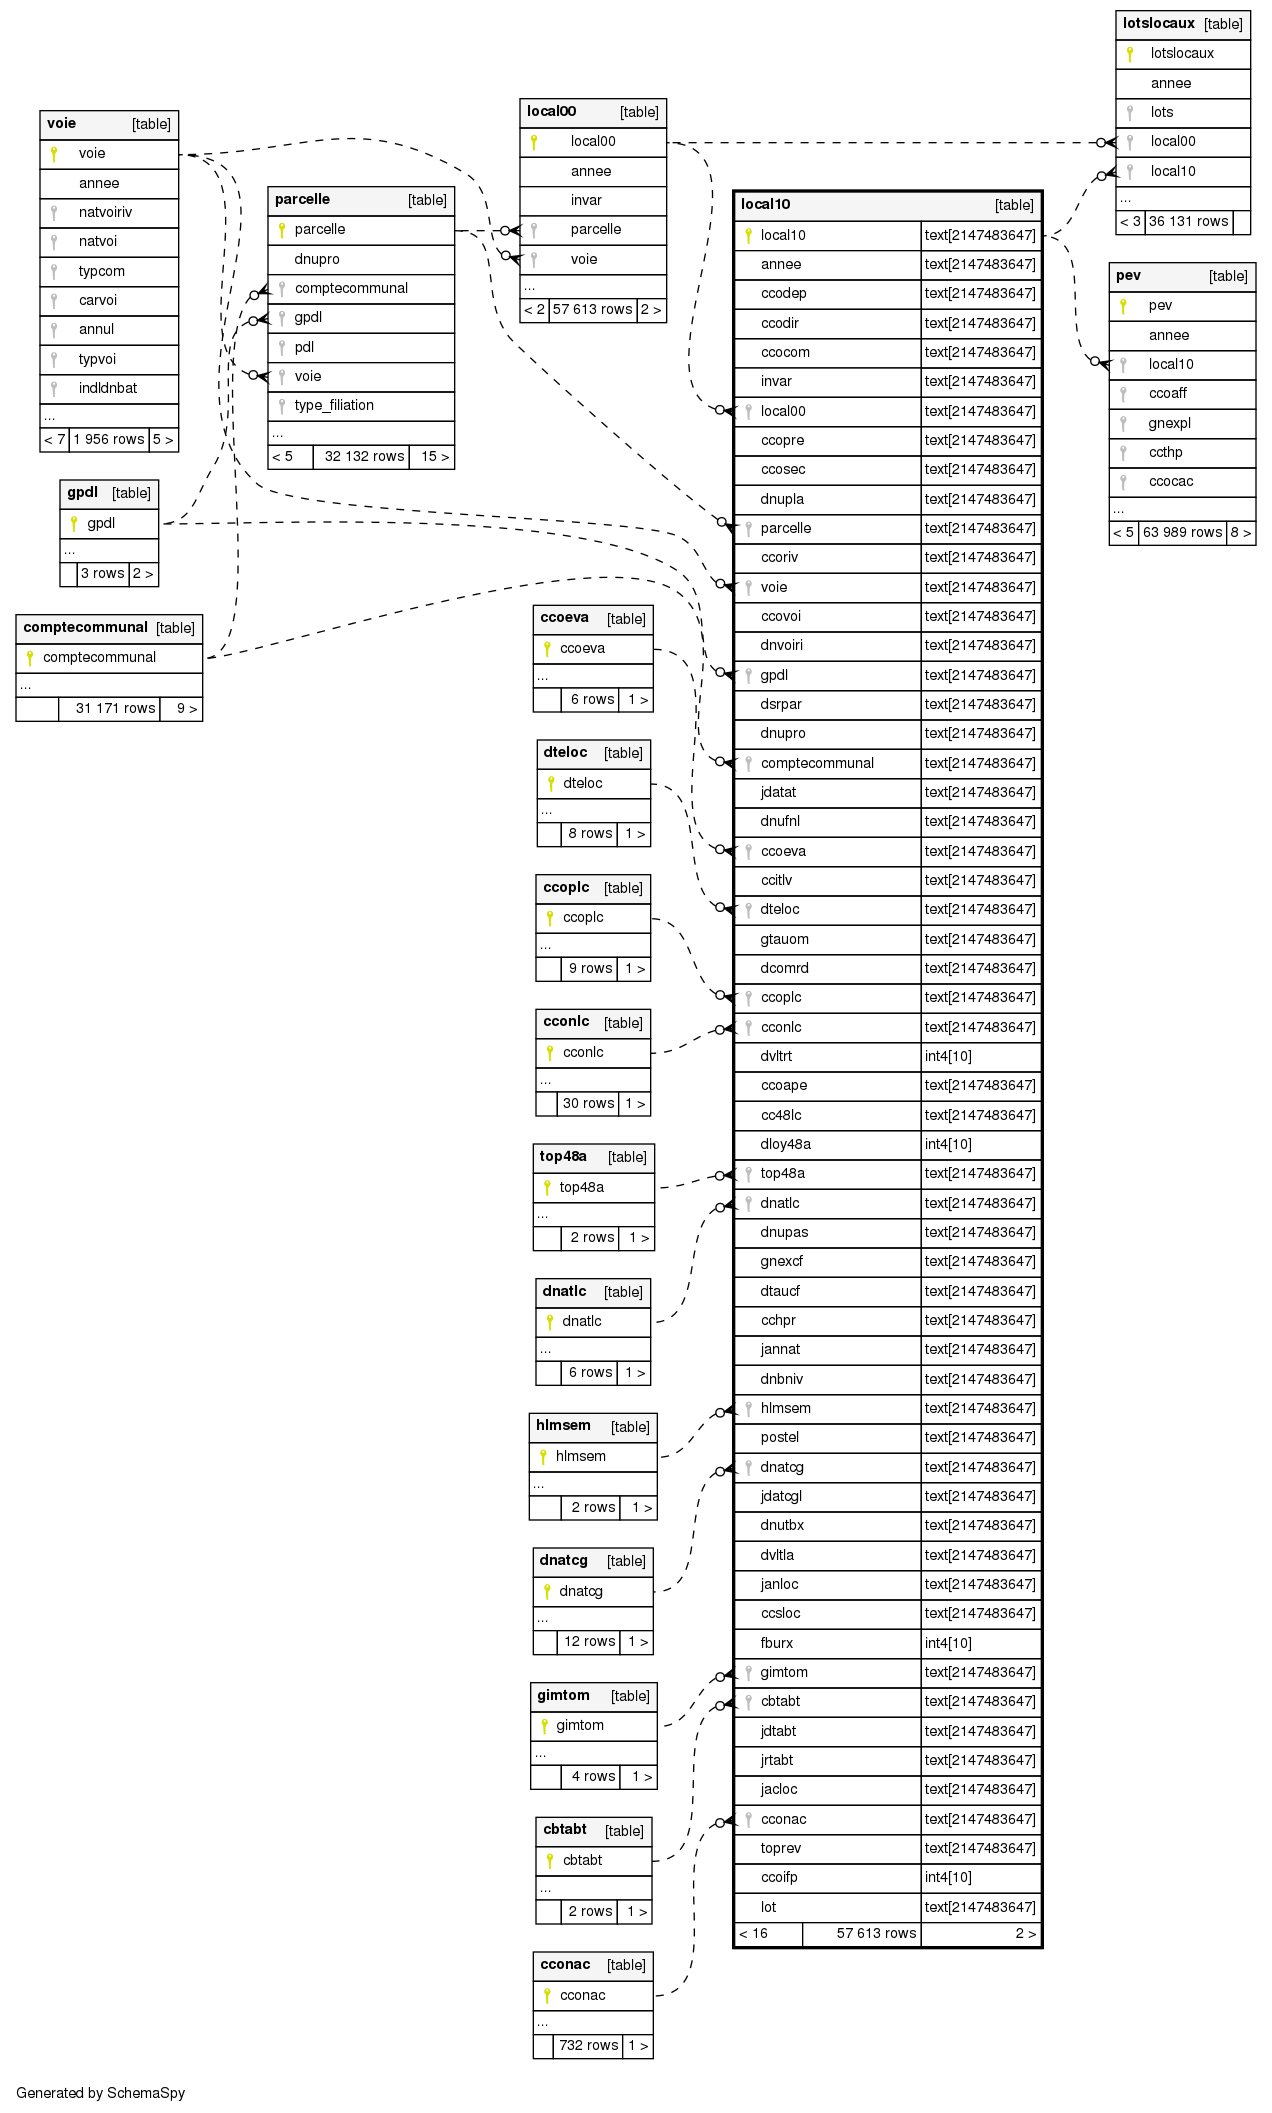 lotslocaux [table]
lotslocaux
annee
lots
local00
local10
...
< 3 36 131 rows
voie [table]
voie
annee
natvoiriv
natvoi
typcom
carvoi
annul
typvoi
indldnbat
...
< 7 1 956 rows 5 >
local00 [table]
local00
annee
invar
parcelle
voie
...
< 2 57 613 rows 2 >
parcelle [table]
parcelle
dnupro
comptecommunal
gpdl
pdl
voie
type_filiation
...
< 5 32 132 rows 15 >
pev [table]
pev
annee
local10
ccoaff
gnexpl
ccthp
ccocac
...
< 5 63 989 rows 8 >
gpdl [table]
gpdl
...
3 rows 2 >
comptecommunal [table]
comptecommunal
...
31 171 rows 9 >
ccoeva [table]
ccoeva
...
6 rows 1 >
dteloc [table]
dteloc
...
8 rows 1 >
ccoplc [table]
ccoplc
...
9 rows 1 >
cconlc [table]
cconlc
...
30 rows 1 >
top48a [table]
top48a
...
2 rows 1 >
dnatlc [table]
dnatlc
...
6 rows 1 >
hlmsem [table]
hlmsem
...
2 rows 1 >
dnatcg [table]
dnatcg
...
12 rows 1 >
gimtom [table]
gimtom
...
4 rows 1 >
cbtabt [table]
cbtabt
...
2 rows 1 >
cconac [table]
cconac
...
732 rows 1 >
local10 [table]
local10 text[2147483647]
annee text[2147483647]
ccodep text[2147483647]
ccodir text[2147483647]
ccocom text[2147483647]
invar text[2147483647]
local00 text[2147483647]
ccopre text[2147483647]
ccosec text[2147483647]
dnupla text[2147483647]
parcelle text[2147483647]
ccoriv text[2147483647]
voie text[2147483647]
ccovoi text[2147483647]
dnvoiri text[2147483647]
gpdl text[2147483647]
dsrpar text[2147483647]
dnupro text[2147483647]
comptecommunal text[2147483647]
jdatat text[2147483647]
dnufnl text[2147483647]
ccoeva text[2147483647]
ccitlv text[2147483647]
dteloc text[2147483647]
gtauom text[2147483647]
dcomrd text[2147483647]
ccoplc text[2147483647]
cconlc text[2147483647]
dvltrt int4[10]
ccoape text[2147483647]
cc48lc text[2147483647]
dloy48a int4[10]
top48a text[2147483647]
dnatlc text[2147483647]
dnupas text[2147483647]
gnexcf text[2147483647]
dtaucf text[2147483647]
cchpr text[2147483647]
jannat text[2147483647]
dnbniv text[2147483647]
hlmsem text[2147483647]
postel text[2147483647]
dnatcg text[2147483647]
jdatcgl text[2147483647]
dnutbx text[2147483647]
dvltla text[2147483647]
janloc text[2147483647]
ccsloc text[2147483647]
fburx int4[10]
gimtom text[2147483647]
cbtabt text[2147483647]
jdtabt text[2147483647]
jrtabt text[2147483647]
jacloc text[2147483647]
cconac text[2147483647]
toprev text[2147483647]
ccoifp int4[10]
lot text[2147483647]
< 16 57 613 rows 2 >
Generated by SchemaSpy